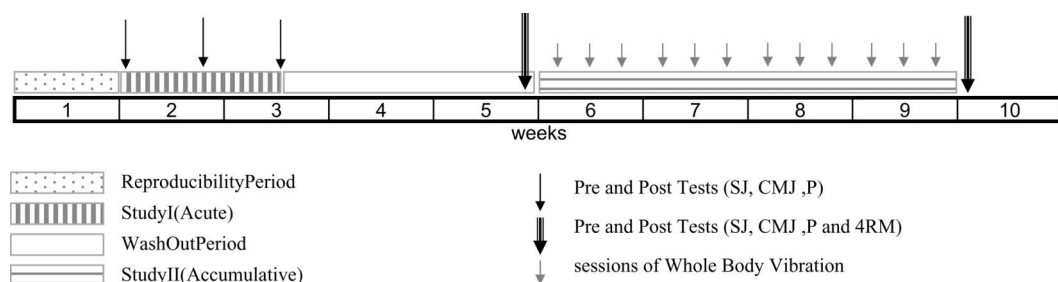 1 2 3 4 5 6 7 8 9 10
weeks
ReproducibilityPeriod
StudyI(Acute)
WashOutPeriod
StudyII(Accumulative)
Pre and Post Tests (SJ, CMJ ,P)
Pre and Post Tests (SJ, CMJ ,P and 4RM)
sessions of Whole Body Vibration